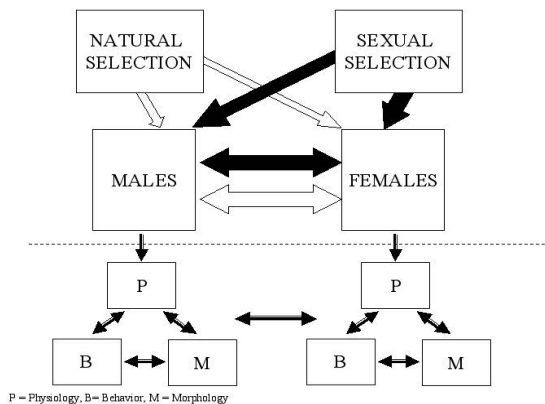 NATURAL
SELECTION
SEXUAL
SELECTION
MALES
FEMALES
P
P
B
M
B
M
P = Physiology, B= Behavior, M = Morphology